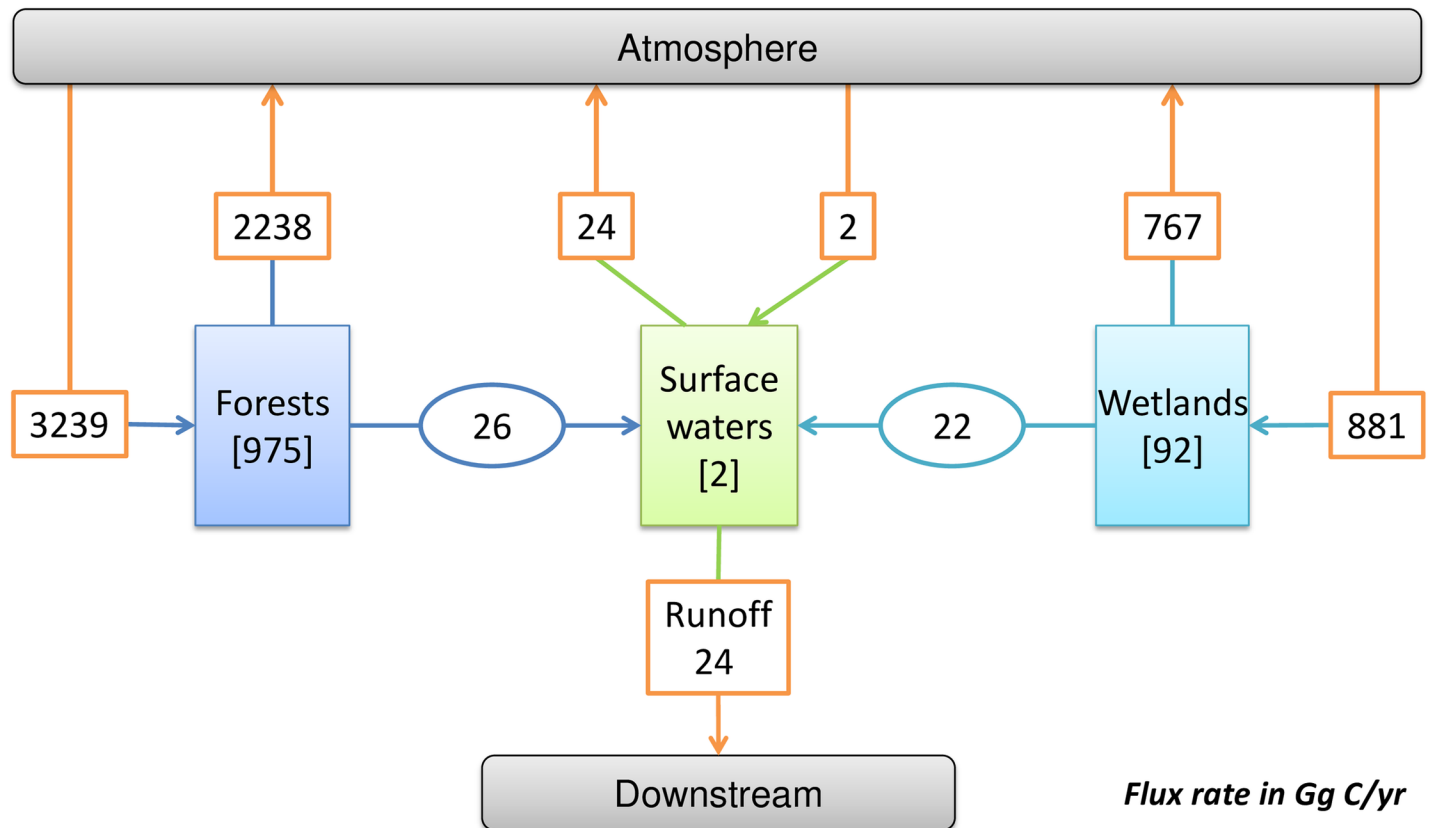 Atmosphere
2238
24
2
767
3239
Forests
[975]
26
Surface
waters
[2]
22
Wetlands
[92]
881
Runoff
24
Downstream
Flux rate in Gg C/yr